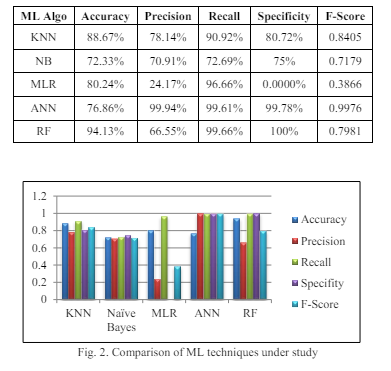 ML Algo Accuracy Precision Recall Specificity F-Score
KNN 88.67% 78.14% 90.92% 80.72% 0.8405
NB 72.33% 70.91% 72.69% 75% 0.7179
MLR 80.24% 24.17% 96.66% 0.0000% 0.3866
ANN 76.86% 99.94% 99.61% 99.78% 0.9976
RF 94.13% 66.55% 99.66% 100% 0.7981
1.2
1
0.8
0.6
0.4
0.2
0
KNN Naïve Bayes MLR ANN RF
Accuracy
Precision
Recall
Specifity
F-Score
Fig. 2. Comparison of ML techniques under study